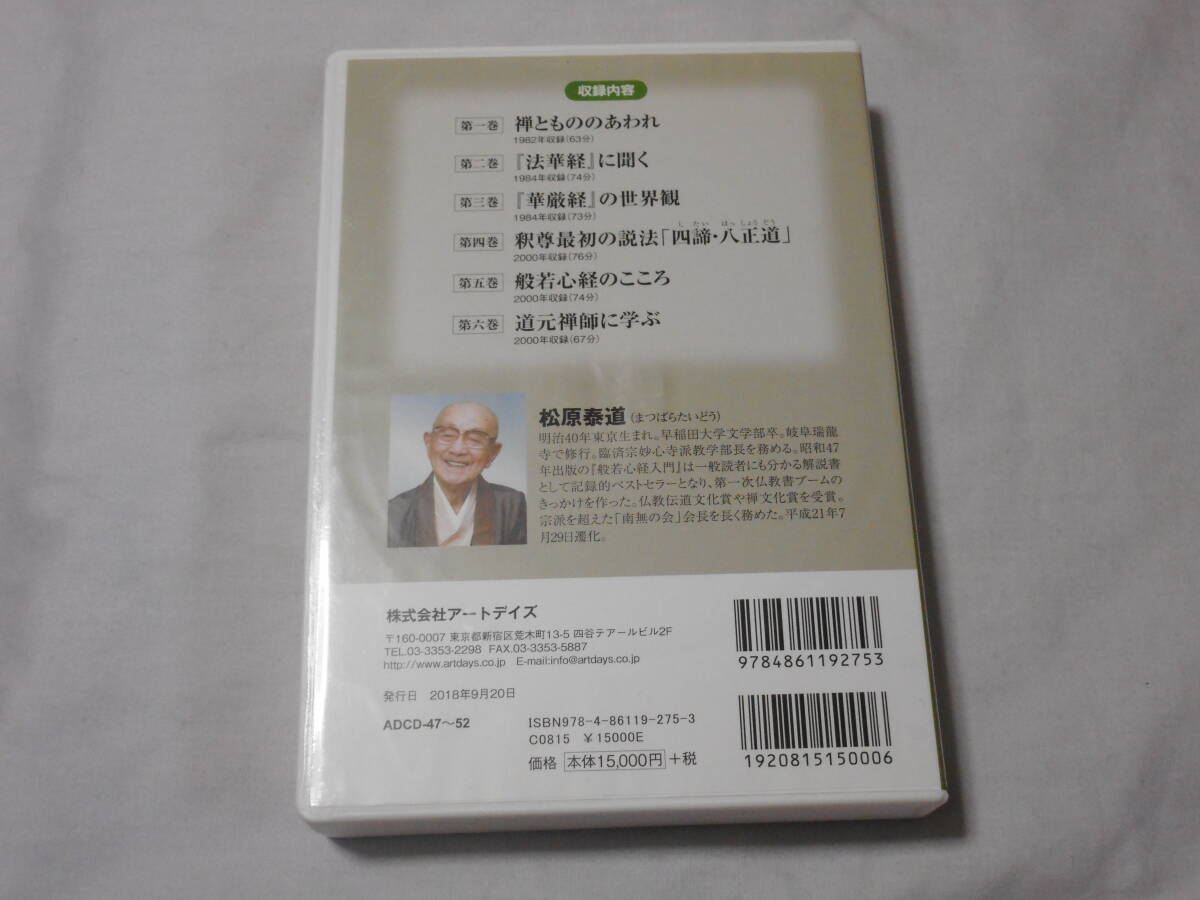 収録内容
第一巻 禅ともののあわれ
1982年収録(63分)
第二巻 『法華経』に聞く
1984年収録(74分)
第三巻 『華厳経』の世界観
1984年収録(73分)
したい はっしょうどう
第四巻 釈尊最初の説法「四諦・八正道」
2000年収録(76分)
第五巻 般若心経のこころ
2000年収録(74分)
第六巻 道元禅師に学ぶ
2000年収録(67分)
松原泰道(まつばらたいどう)
明治40年東京生まれ。早稲田大学文学部卒。岐阜瑞龍
寺で修行。臨済宗妙心寺派教学部長を務める。昭和47
年出版の『般若心経入門』は一般読者にも分かる解説書
として記録的ベストセラーとなり、第一次仏教書ブームの
きっかけを作った。仏教伝道文化賞や禅文化賞を受賞。
宗派を超えた「南無の会」会長を長く務めた。平成21年7
月29日遷化。
株式会社アートデイズ
〒160-0007 東京都新宿区荒木町13-5 四谷テアールビル2F
TEL.03-3353-2298 FAX.03-3353-5887
http://www.artdays.co.jp E-mail:info@artdays.co.jp
発行日 2018年9月20日
ADCD-47〜52
9784861192753
ISBN978-4-86119-275-3
C0815 ¥15000E
価格 本体15,000円+税
1920815150006